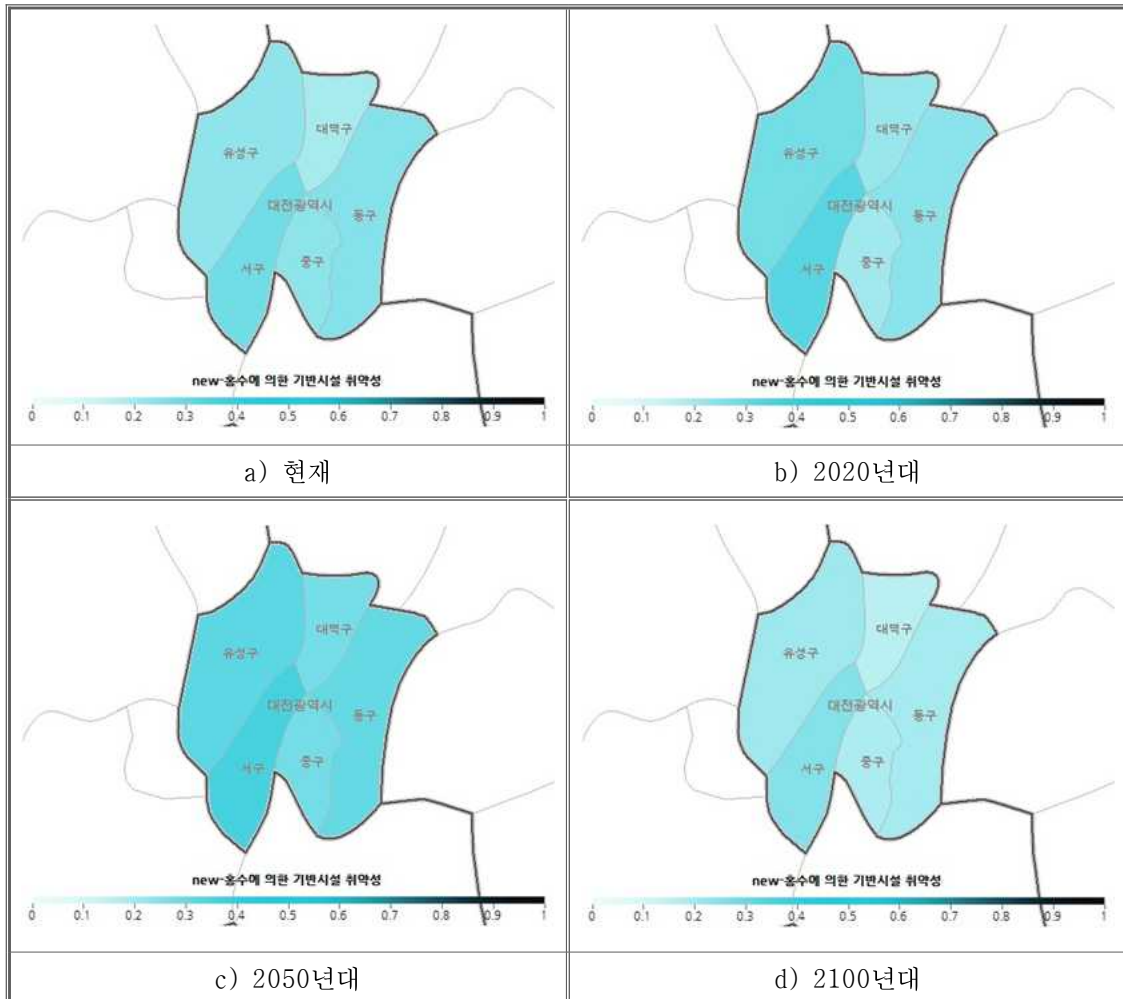 대덕구
유성구
대전광역시
동구
서구
중구
new-홍수에 의한 기반시설 취약성
0 0.1 0.2 0.3 0.4 0.5 0.6 0.7 0.8 0.9 1
a) 현재
대덕구
유성구
대전광역시
동구
서구
중구
new-홍수에 의한 기반시설 취약성
0 0.1 0.2 0.3 0.4 0.5 0.6 0.7 0.8 0.9 1
b) 2020년대
대덕구
유성구
대전광역시
동구
서구
중구
new-홍수에 의한 기반시설 취약성
0 0.1 0.2 0.3 0.4 0.5 0.6 0.7 0.8 0.9 1
c) 2050년대
대덕구
유성구
대전광역시
동구
서구
중구
new-홍수에 의한 기반시설 취약성
0 0.1 0.2 0.3 0.4 0.5 0.6 0.7 0.8 0.9 1
d) 2100년대